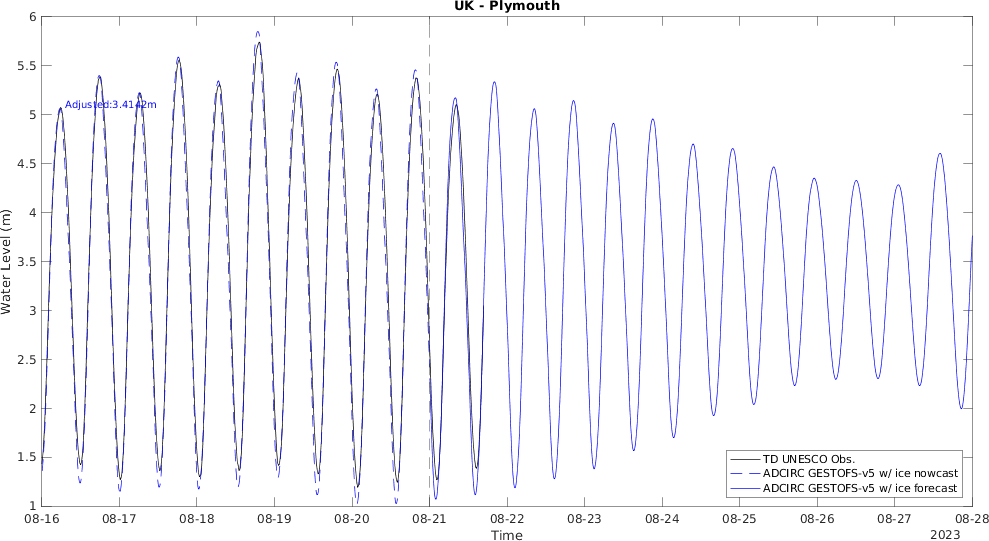 UK - Plymouth
6
5.5
5
4.5
4
3.5
3
2.5
2
1.5
1
Water Level (m)
Adjusted:3.4142m
TD UNESCO Obs.
ADCIRC GESTOFS-v5 w/ ice nowcast
ADCIRC GESTOFS-v5 w/ ice forecast
08-16 08-17 08-18 08-19 08-20 08-21 08-22 08-23 08-24 08-25 08-26 08-27 08-28
Time
2023